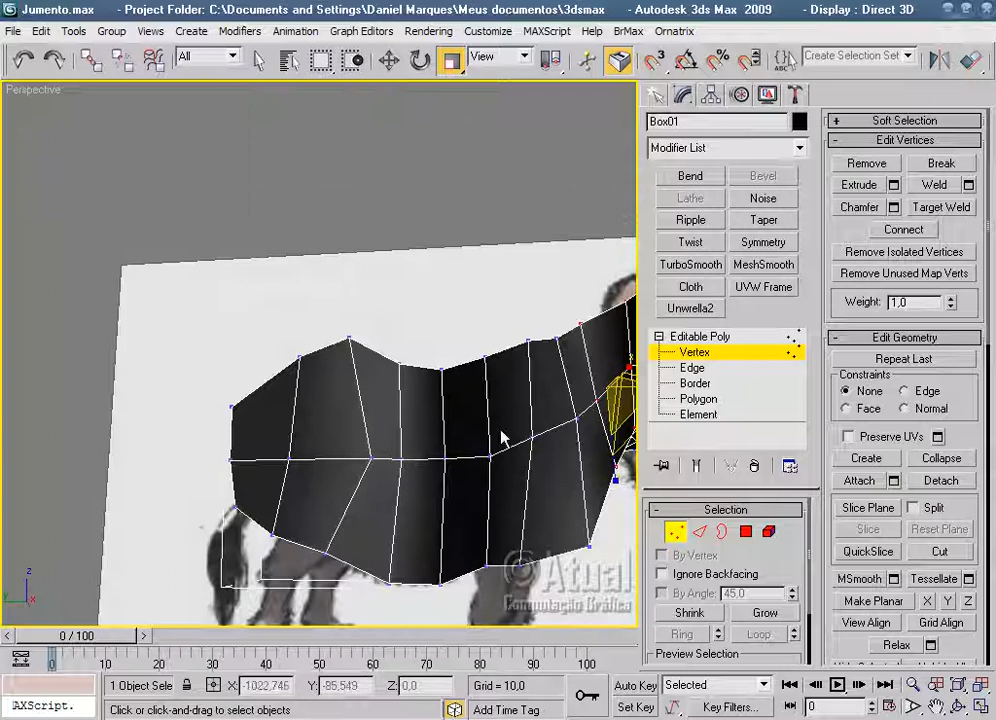 Jumento.max - Project Folder: C:\Documents and Settings\Daniel Marques\Meus documentos\3dsmax - Autodesk 3ds Max 2009 - Display : Direct 3D
File Edit Tools Group Views Create Modifiers Animation Graph Editors Rendering Customize MAXScript Help BrMax Ornatrix
All View Create Selection Set
Perspective
Box01
Modifier List
Bend Bevel
Lathe Noise
Ripple Taper
Twist Symmetry
TurboSmooth MeshSmooth
Cloth UVW Frame
Unwrella2
Editable Poly
Vertex
Edge
Border
Polygon
Element
Selection
By Vertex
Ignore Backfacing
By Angle: 45,0
Shrink Grow
Ring Loop
Preview Selection
+ Soft Selection
- Edit Vertices
Remove Break
Extrude Weld
Chamfer Target Weld
Connect
Remove Isolated Vertices
Remove Unused Map Verts
Weight: 1,0
- Edit Geometry
Repeat Last
Constraints
None Edge
Face Normal
Preserve UVs
Create Collapse
Attach Detach
Slice Plane Split
Slice Reset Plane
QuickSlice Cut
MSmooth Tessellate
Make Planar X Y Z
View Align Grid Align
Relax
Atual
Comunicação Gráfica
z
x
0 / 100
0 10 20 30 40 50 60 70 80 90 100
1 Object Sele X: -1022,746 Y: -85,549 Z: 0,0 Grid = 10,0
AXScript. Click or click-and-drag to select objects Add Time Tag
Auto Key Selected
Set Key Key Filters... 0